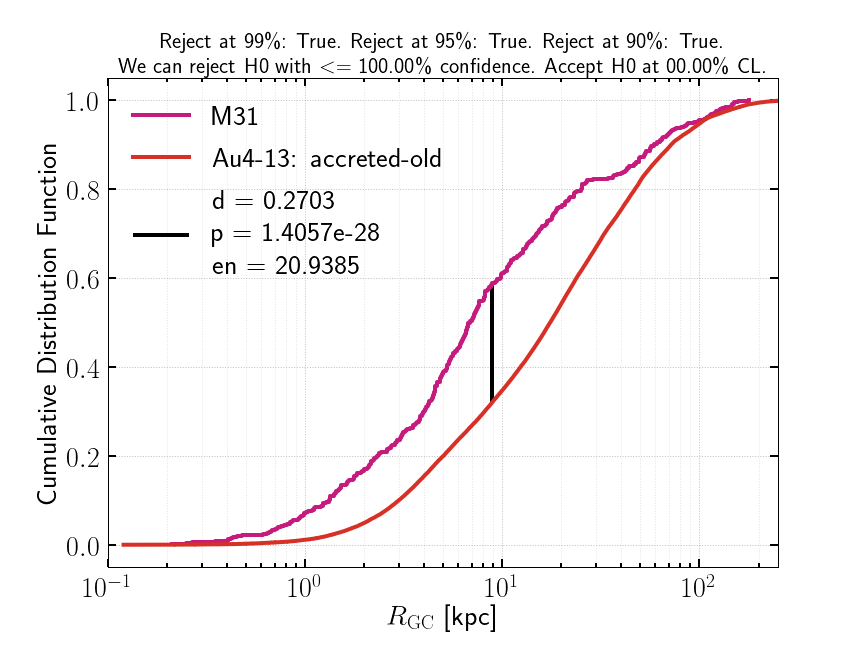 Reject at 99%: True. Reject at 95%: True. Reject at 90%: True.
We can reject H0 with <= 100.00% confidence. Accept H0 at 00.00% CL.
M31
Au4-13: accreted-old
d = 0.2703
p = 1.4057e-28
en = 20.9385
Cumulative Distribution Function
1.0
0.8
0.6
0.4
0.2
0.0
10⁻¹ 10⁰ 10¹ 10²
R_GC [kpc]